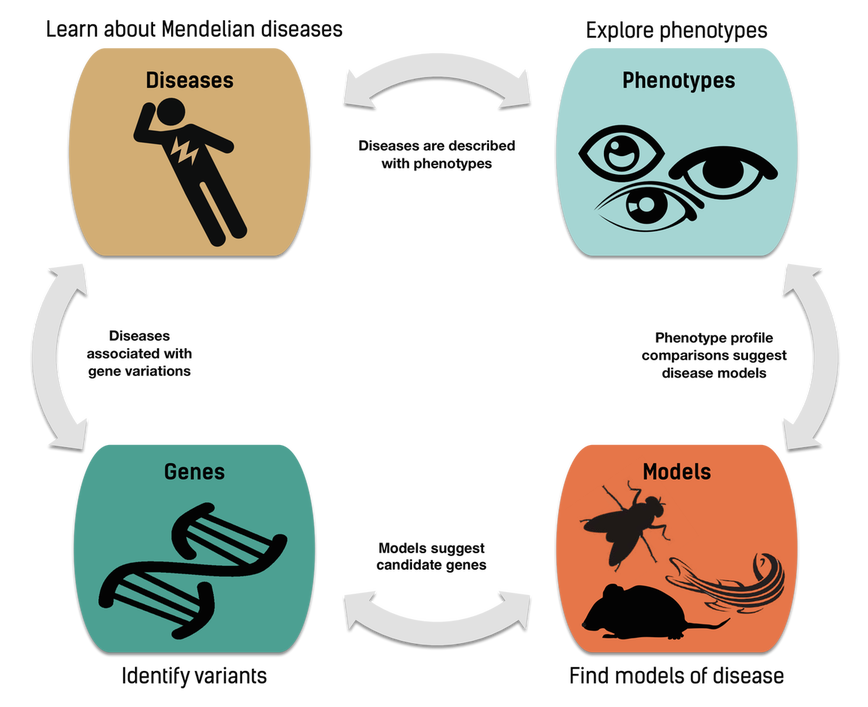 Learn about Mendelian diseases
Explore phenotypes
Diseases
Phenotypes
Diseases are described
with phenotypes
Diseases
associated with
gene variations
Phenotype profile
comparisons suggest
disease models
Genes
Models
Models suggest
candidate genes
Identify variants
Find models of disease